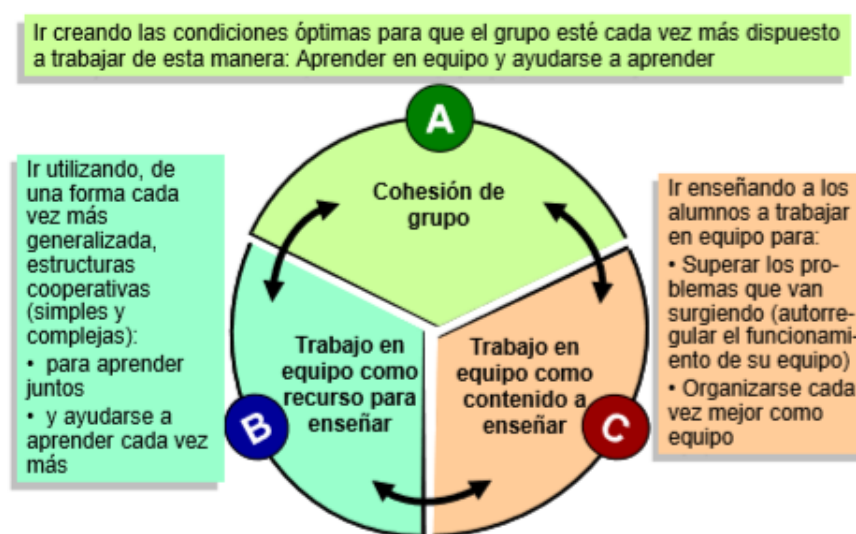 Ir creando las condiciones óptimas para que el grupo esté cada vez más dispuesto
a trabajar de esta manera: Aprender en equipo y ayudarse a aprender
A
Cohesión de
grupo
Ir utilizando, de
una forma cada
vez más
generalizada,
estructuras
cooperativas
(simples y
complejas):
• para aprender
juntos
• y ayudarse a
aprender cada vez
más
Trabajo en
equipo como
recurso para
enseñar
B
Trabajo en
equipo como
contenido a
enseñar
C
Ir enseñando a los
alumnos a trabajar
en equipo para:
• Superar los pro-
blemas que van
surgiendo (autorre-
gular el funcionami-
ento de su equipo)
• Organizarse cada
vez mejor como
equipo